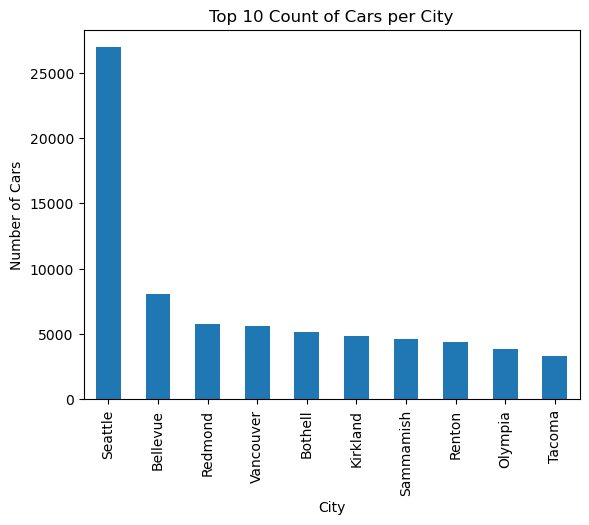 Top 10 Count of Cars per City
Number of Cars
25000
20000
15000
10000
5000
0
Seattle
Bellevue
Redmond
Vancouver
Bothell
Kirkland
Sammamish
Renton
Olympia
Tacoma
City